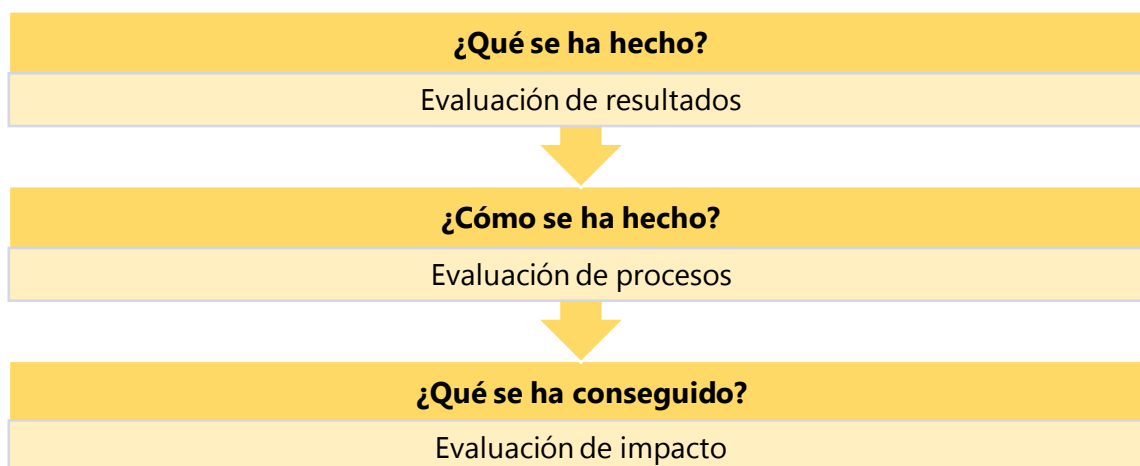 ¿Qué se ha hecho?
Evaluación de resultados
¿Cómo se ha hecho?
Evaluación de procesos
¿Qué se ha conseguido?
Evaluación de impacto